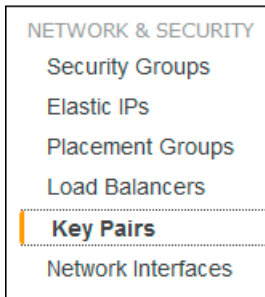 NETWORK & SECURITY
Security Groups
Elastic IPs
Placement Groups
Load Balancers
Key Pairs
Network Interfaces